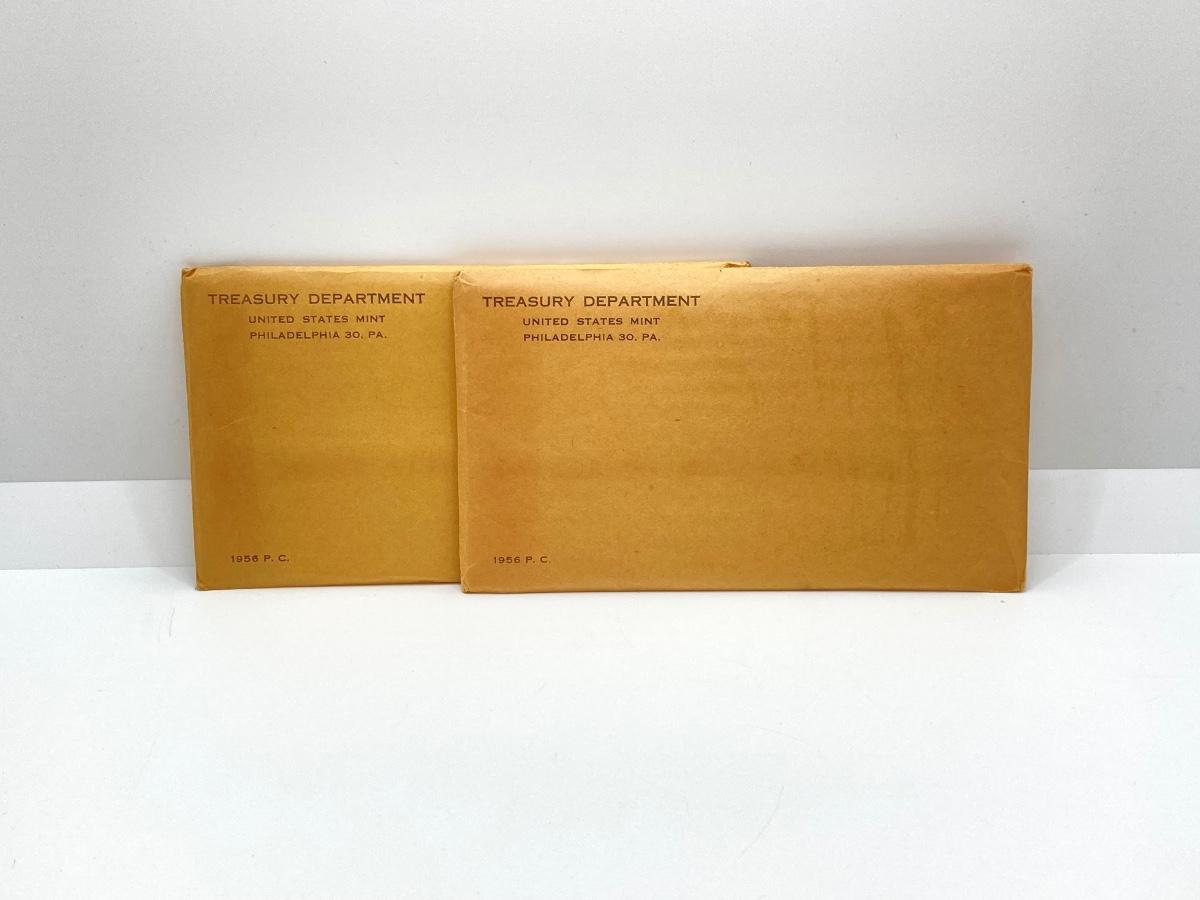 TREASURY DEPARTMENT
UNITED STATES MINT
PHILADELPHIA 30, PA.
1956 P. C.
TREASURY DEPARTMENT
UNITED STATES MINT
PHILADELPHIA 30, PA.
1956 P. C.